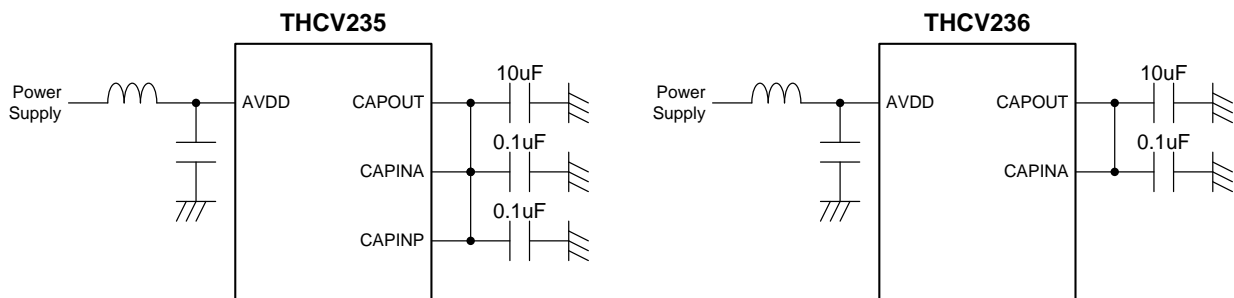 THCV235
Power
Supply
AVDD
CAPOUT
10uF
CAPINA
0.1uF
CAPINP
0.1uF
THCV236
Power
Supply
AVDD
CAPOUT
10uF
CAPINA
0.1uF